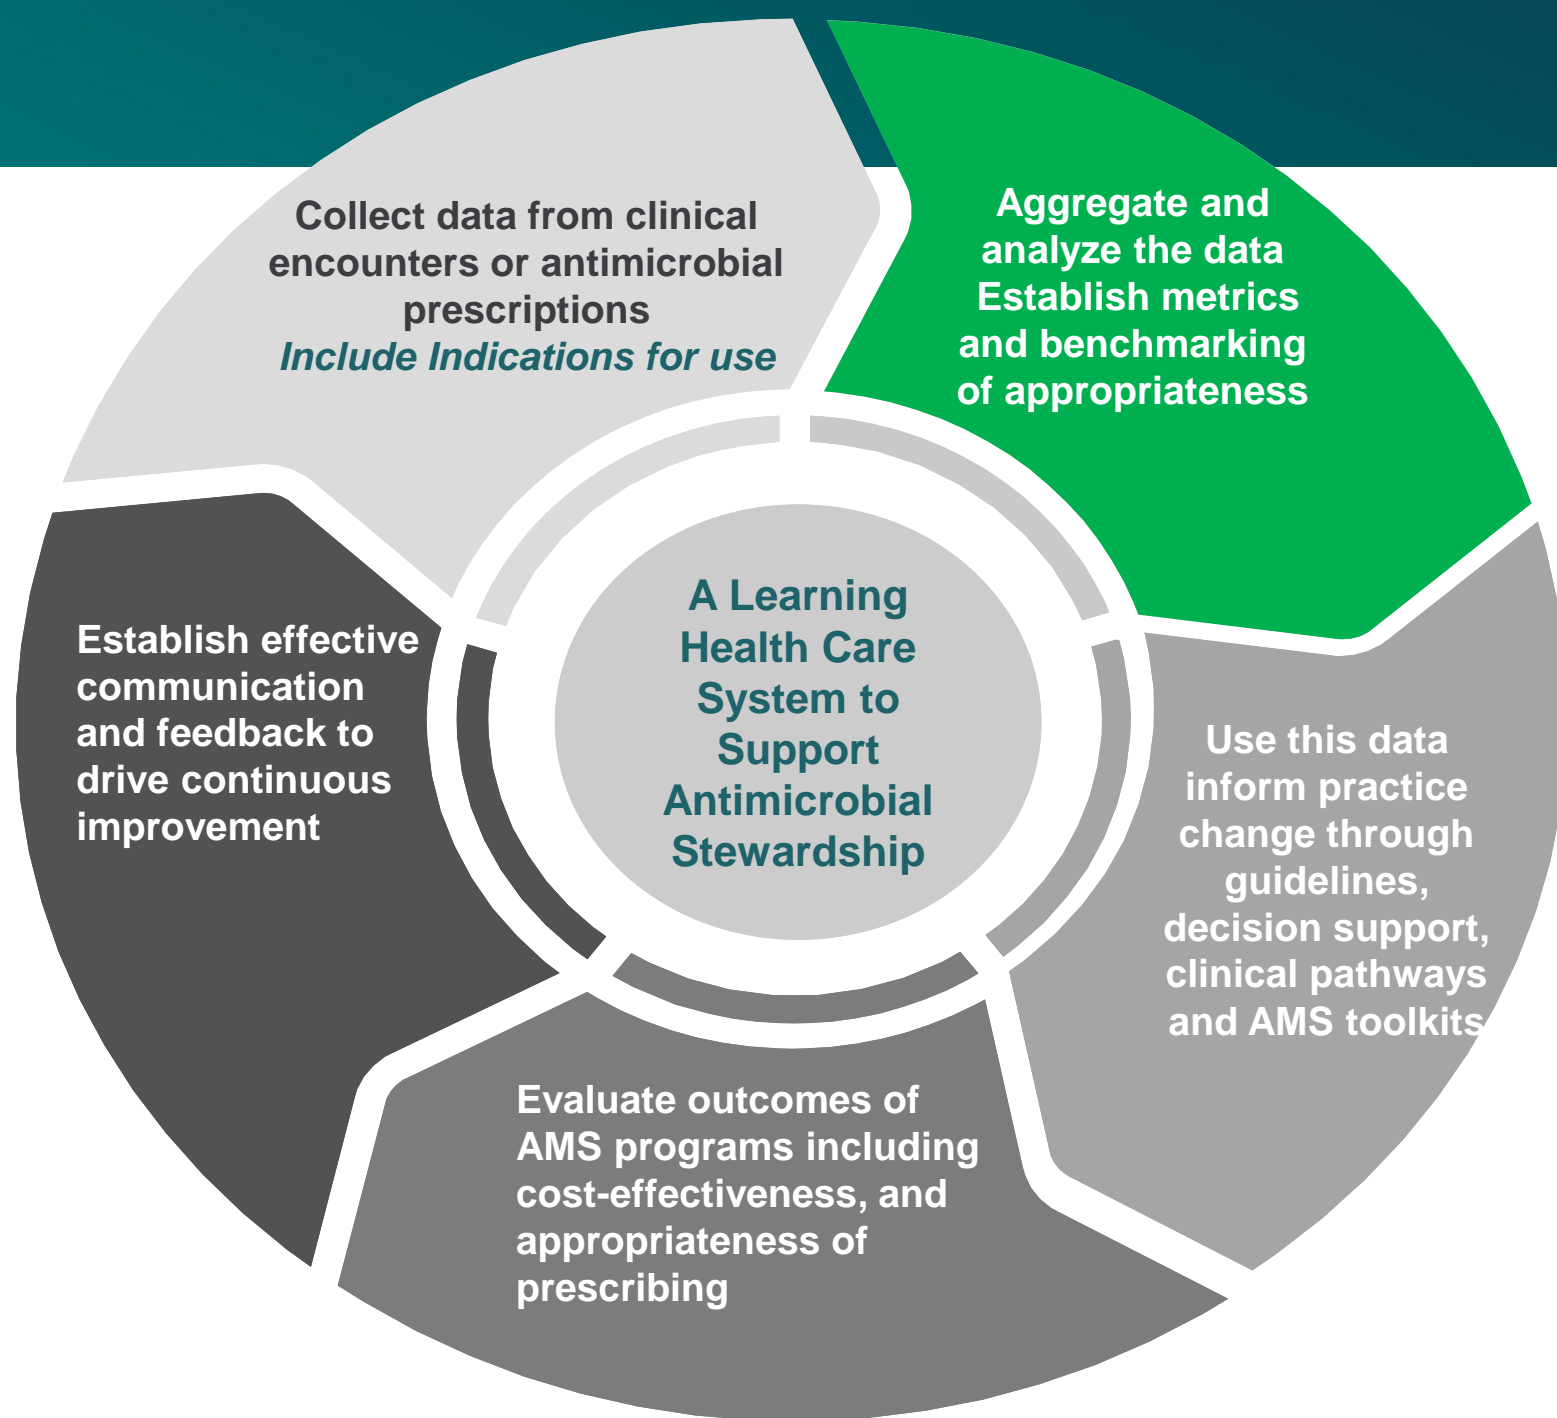 Collect data from clinical
encounters or antimicrobial
prescriptions
Include Indications for use
Aggregate and
analyze the data
Establish metrics
and benchmarking
of appropriateness
Use this data
inform practice
change through
guidelines,
decision support,
clinical pathways
and AMS toolkits
Evaluate outcomes of
AMS programs including
cost-effectiveness, and
appropriateness of
prescribing
Establish effective
communication
and feedback to
drive continuous
improvement
A Learning
Health Care
System to
Support
Antimicrobial
Stewardship